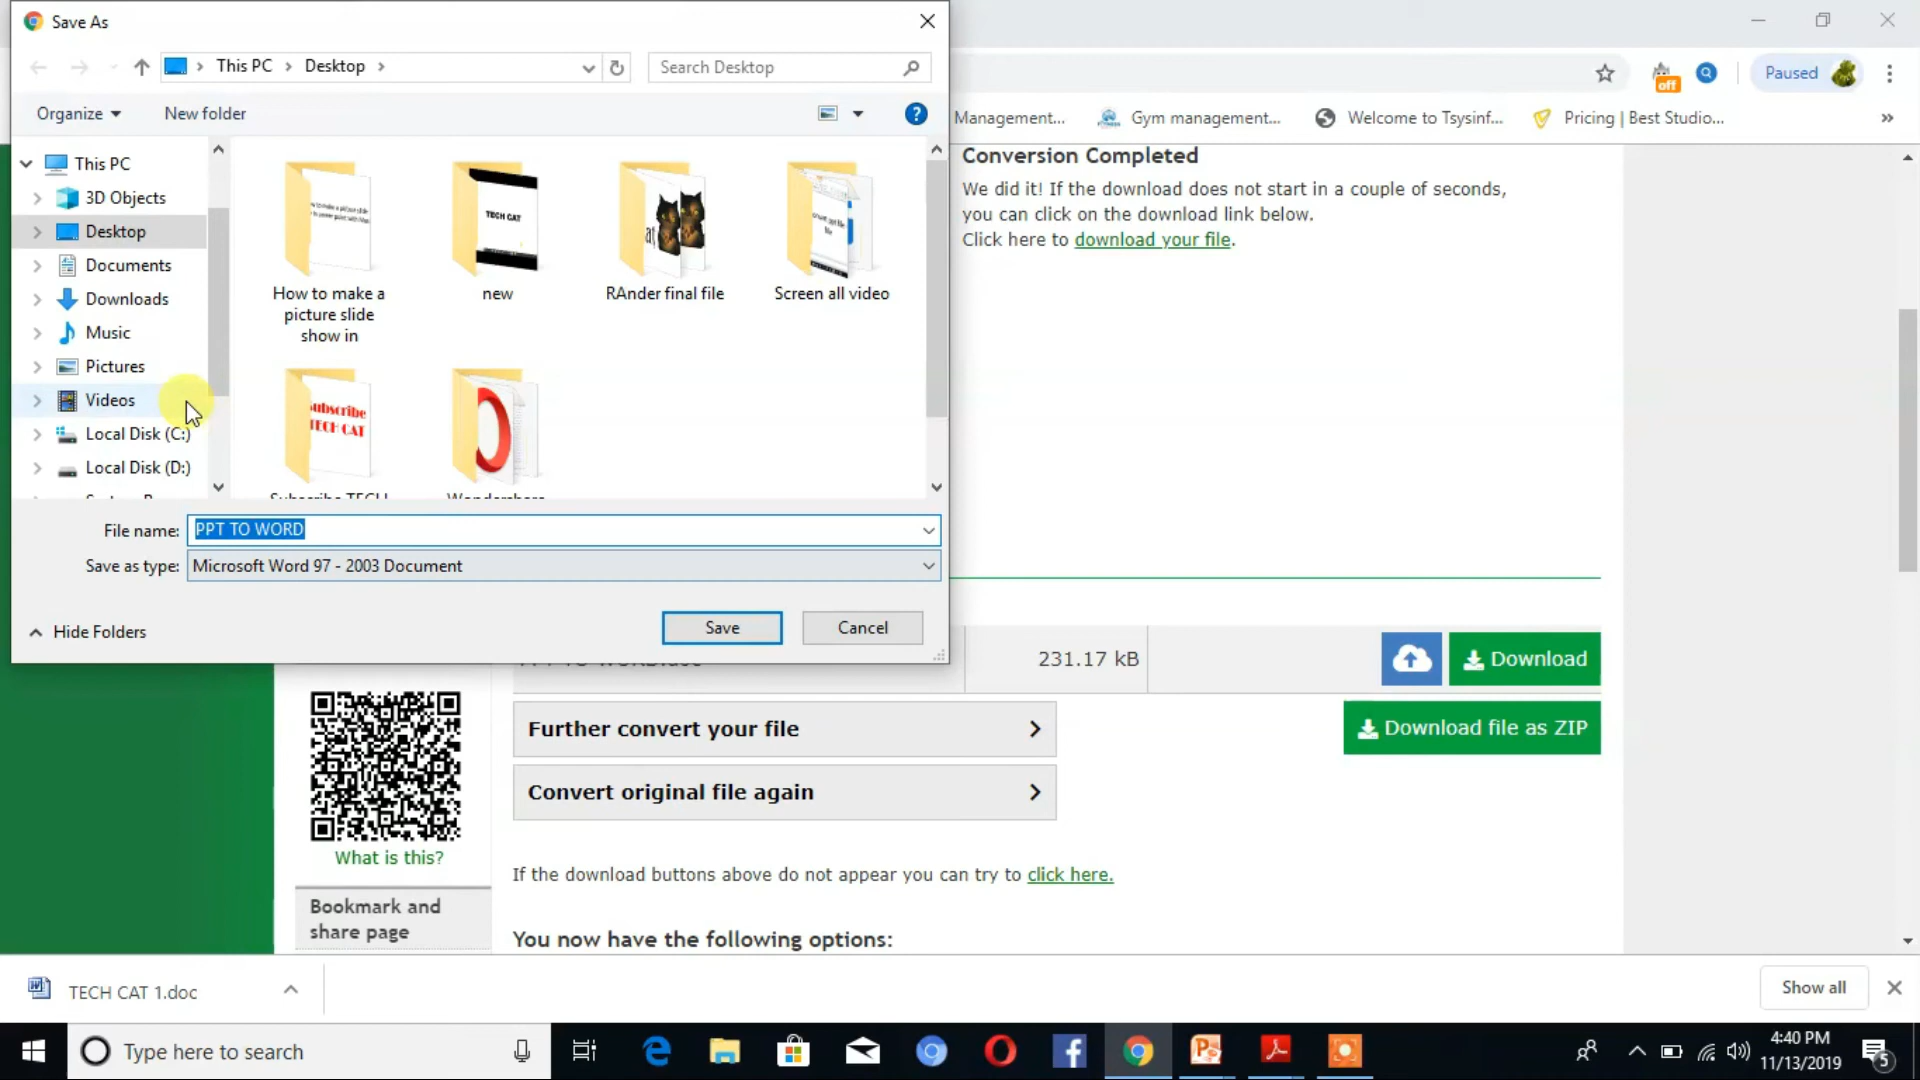 Save As
This PC
Desktop
Search Desktop
Organize
New folder
This PC
3D Objects
Desktop
Documents
Downloads
Music
Pictures
Videos
Local Disk (C:)
Local Disk (D:)
How to make a
picture slide
show in
new
RAnder final file
Screen all video
TECH CAT
Subscribe
TECH CAT
File name:
PPT TO WORD
Save as type:
Microsoft Word 97 - 2003 Document
Hide Folders
Save
Cancel
Paused
off
Management...
Gym management...
Welcome to Tsysinf...
Pricing | Best Studio...
Conversion Completed
We did it! If the download does not start in a couple of seconds,
you can click on the download link below.
Click here to download your file.
231.17 kB
Download
Download file as ZIP
Further convert your file
Convert original file again
What is this?
Bookmark and
share page
If the download buttons above do not appear you can try to click here.
You now have the following options:
TECH CAT 1.doc
Show all
Type here to search
4:40 PM
11/13/2019
5